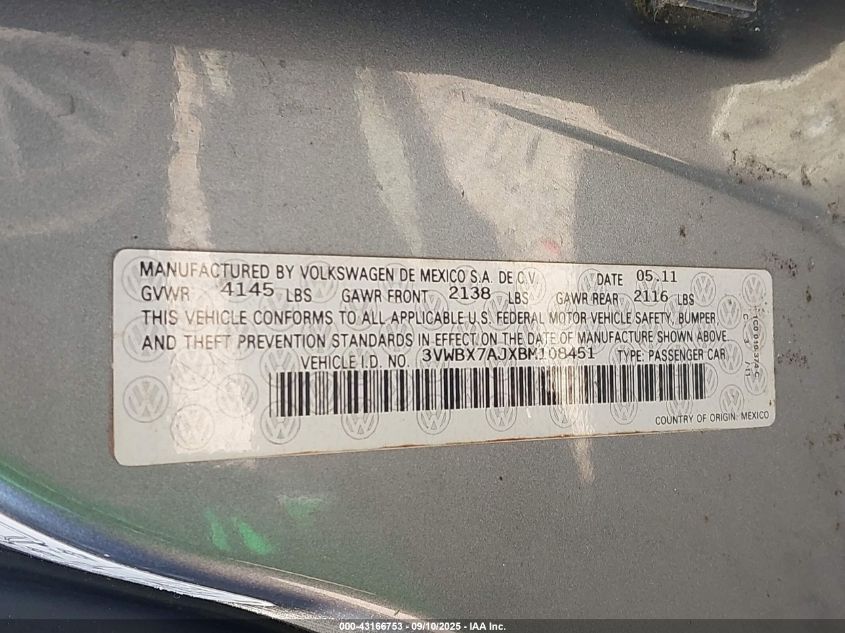 MANUFACTURED BY VOLKSWAGEN DE MEXICO S.A. DE C.V. DATE 05.11
GVWR 4145 LBS GAWR FRONT 2138 LBS GAWR REAR 2116 LBS
THIS VEHICLE CONFORMS TO ALL APPLICABLE U.S. FEDERAL MOTOR VEHICLE SAFETY, BUMPER
AND THEFT PREVENTION STANDARDS IN EFFECT ON THE DATE OF MANUFACTURE SHOWN ABOVE.
VEHICLE I.D. NO. 3VWBX7AJXBM108451 TYPE: PASSENGER CAR
COUNTRY OF ORIGIN: MEXICO
000-43166753 - 09/10/2025 - IAA Inc.